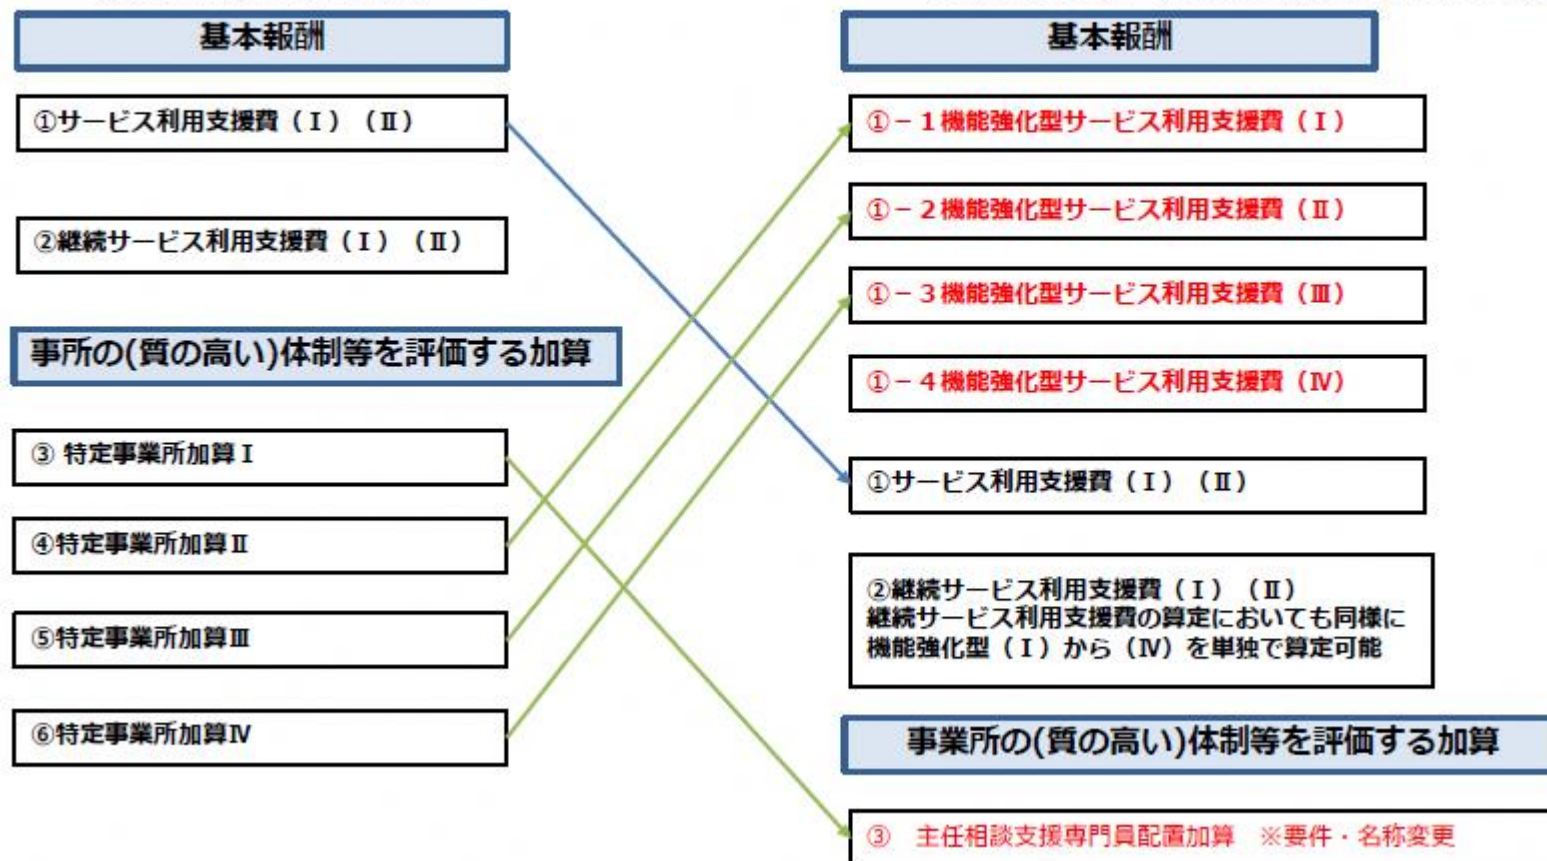 基本報酬
①サービス利用支援費（Ⅰ）（Ⅱ）
②継続サービス利用支援費（Ⅰ）（Ⅱ）
事所の(質の高い)体制等を評価する加算
③ 特定事業所加算Ⅰ
④特定事業所加算Ⅱ
⑤特定事業所加算Ⅲ
⑥特定事業所加算Ⅳ
基本報酬
①－１機能強化型サービス利用支援費（Ⅰ）
①－２機能強化型サービス利用支援費（Ⅱ）
①－３機能強化型サービス利用支援費（Ⅲ）
①－４機能強化型サービス利用支援費（Ⅳ）
①サービス利用支援費（Ⅰ）（Ⅱ）
②継続サービス利用支援費（Ⅰ）（Ⅱ）
継続サービス利用支援費の算定においても同様に
機能強化型（Ⅰ）から（Ⅳ）を単独で算定可能
事業所の(質の高い)体制等を評価する加算
③　主任相談支援専門員配置加算　※要件・名称変更